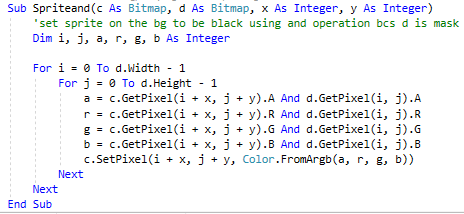 Sub Spriteand(c As Bitmap, d As Bitmap, x As Integer, y As Integer)
'set sprite on the bg to be black using and operation bcs d is mask
Dim i, j, a, r, g, b As Integer
For i = 0 To d.Width - 1
For j = 0 To d.Height - 1
a = c.GetPixel(i + x, j + y).A And d.GetPixel(i, j).A
r = c.GetPixel(i + x, j + y).R And d.GetPixel(i, j).R
g = c.GetPixel(i + x, j + y).G And d.GetPixel(i, j).G
b = c.GetPixel(i + x, j + y).B And d.GetPixel(i, j).B
c.SetPixel(i + x, j + y, Color.FromArgb(a, r, g, b))
Next
Next
End Sub